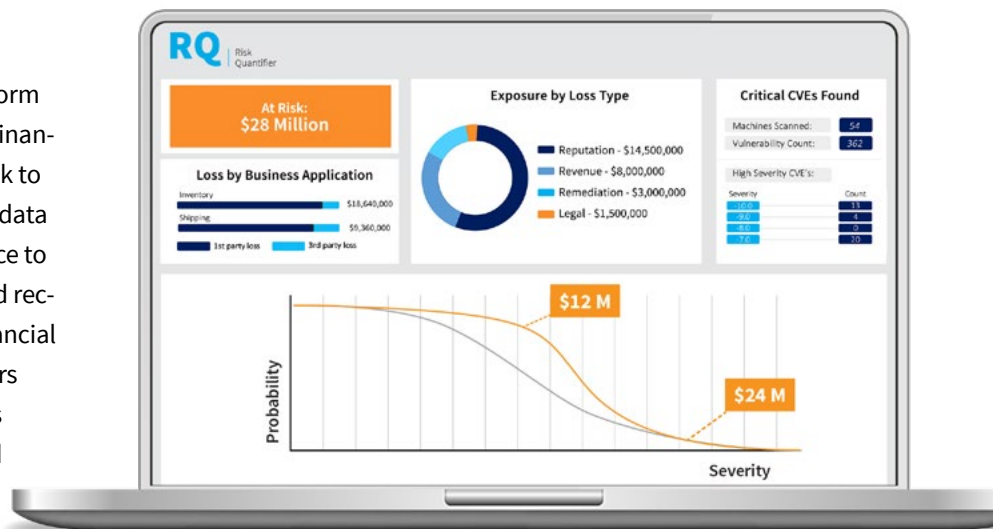 orm
inan-
k to
data
ce to
d rec-
ancial
rs
s
l
RQ
Risk
Quantifier
At Risk:
$28 Million
Loss by Business Application
Inventory
$18,640,000
Shipping
$9,360,000
1st party loss 3rd party loss
Exposure by Loss Type
Reputation - $14,500,000
Revenue - $8,000,000
Remediation - $3,000,000
Legal - $1,500,000
Critical CVEs Found
Machines Scanned: 54
Vulnerability Count: 362
High Severity CVE's:
Severity Count
-10.0 13
-9.0 4
-8.0 0
-7.0 20
$12 M
$24 M
Probability
Severity